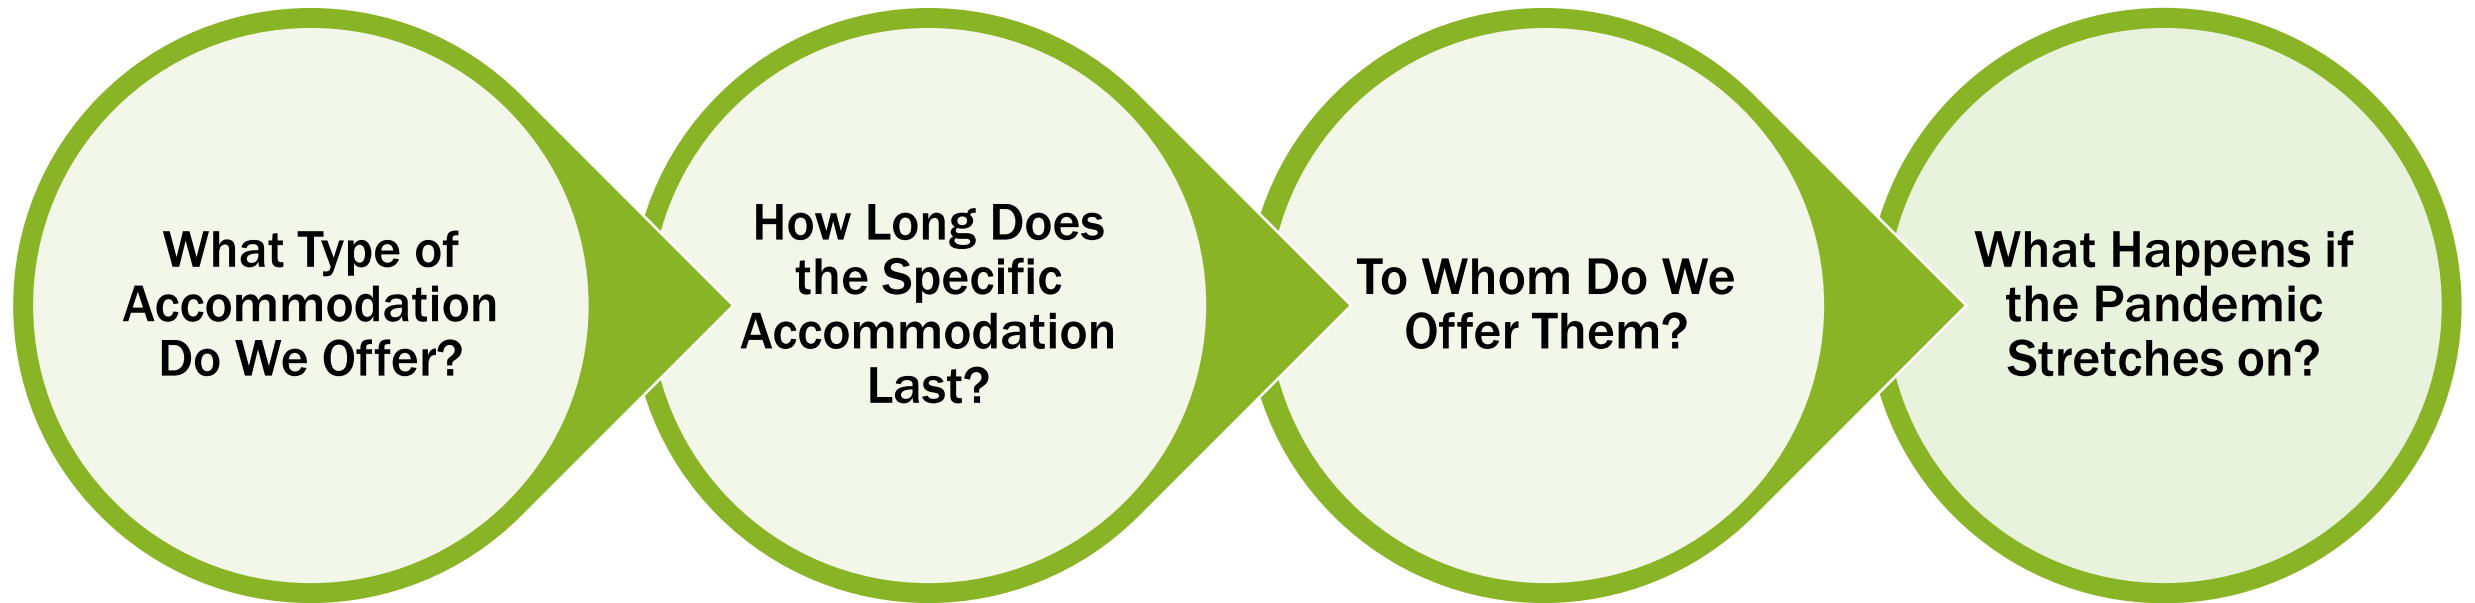 What Type of
Accommodation
Do We Offer?
How Long Does
the Specific
Accommodation
Last?
To Whom Do We
Offer Them?
What Happens if
the Pandemic
Stretches on?